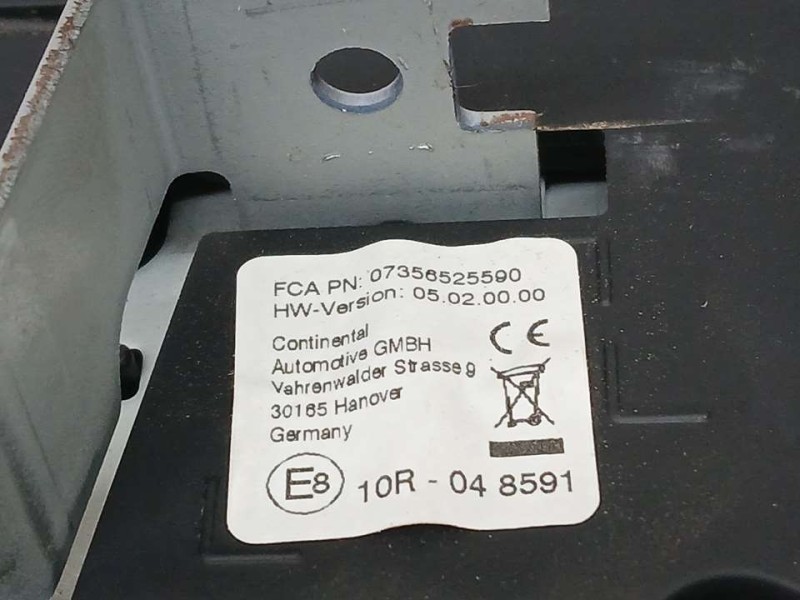 FCA PN: 07356525590
HW-Version: 05.02.00.00
Continental
Automotive GMBH
Vahrenwalder Strasse 9
30165 Hanover
Germany
CE
E8 10R - 04 8591